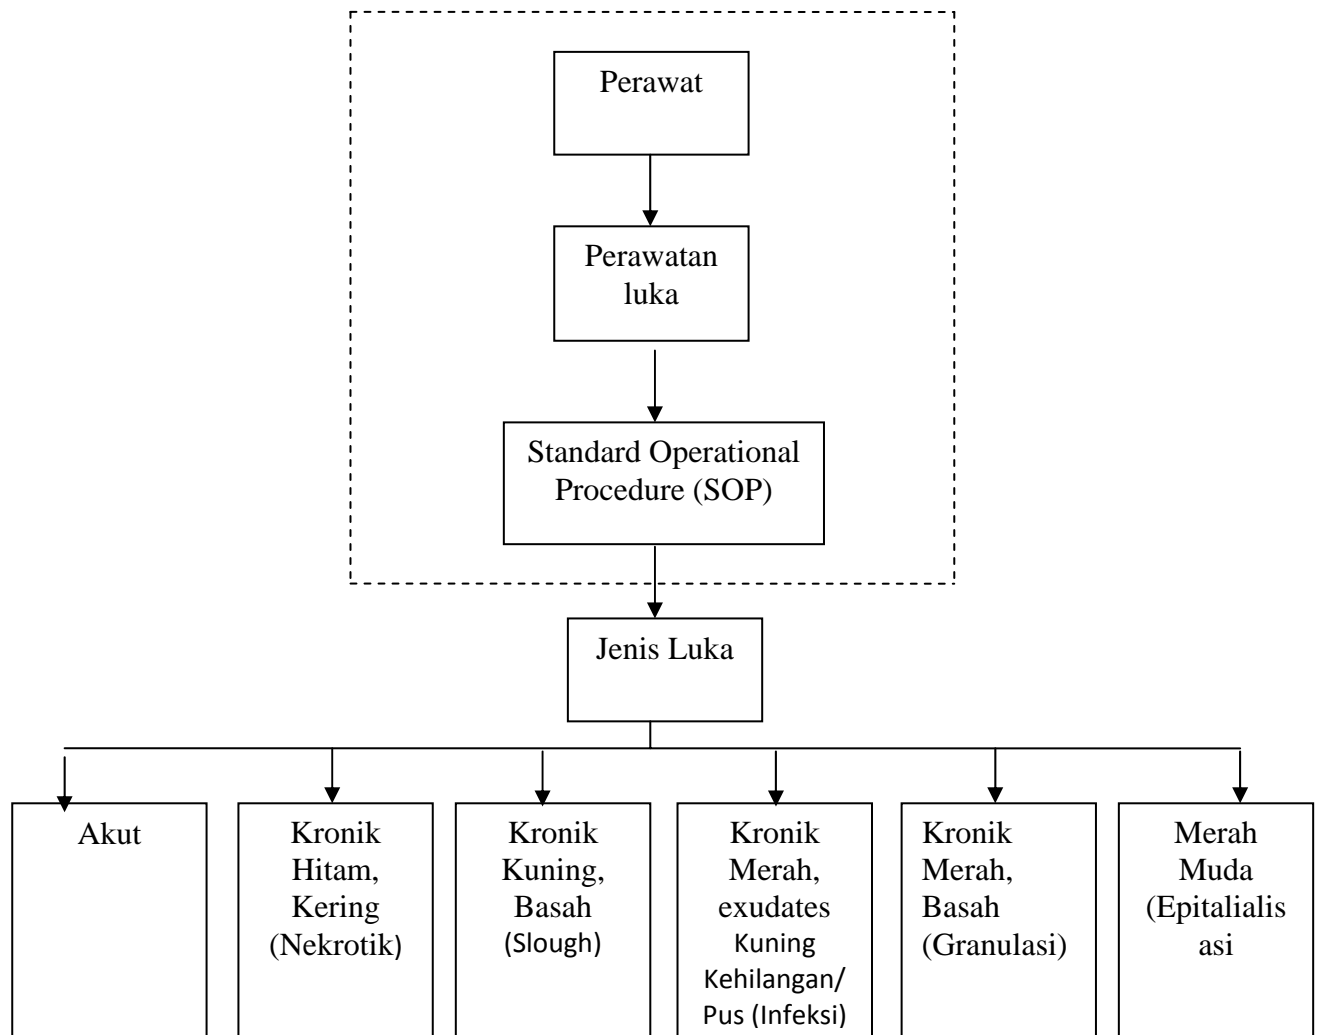 Perawat
Perawatan
luka
Standard Operational
Procedure (SOP)
Jenis Luka
Akut
Kronik
Hitam,
Kering
(Nekrotik)
Kronik
Kuning,
Basah
(Slough)
Kronik
Merah,
exudates
Kuning
Kehilangan/
Pus (Infeksi)
Kronik
Merah,
Basah
(Granulasi)
Merah
Muda
(Epitalialis
asi